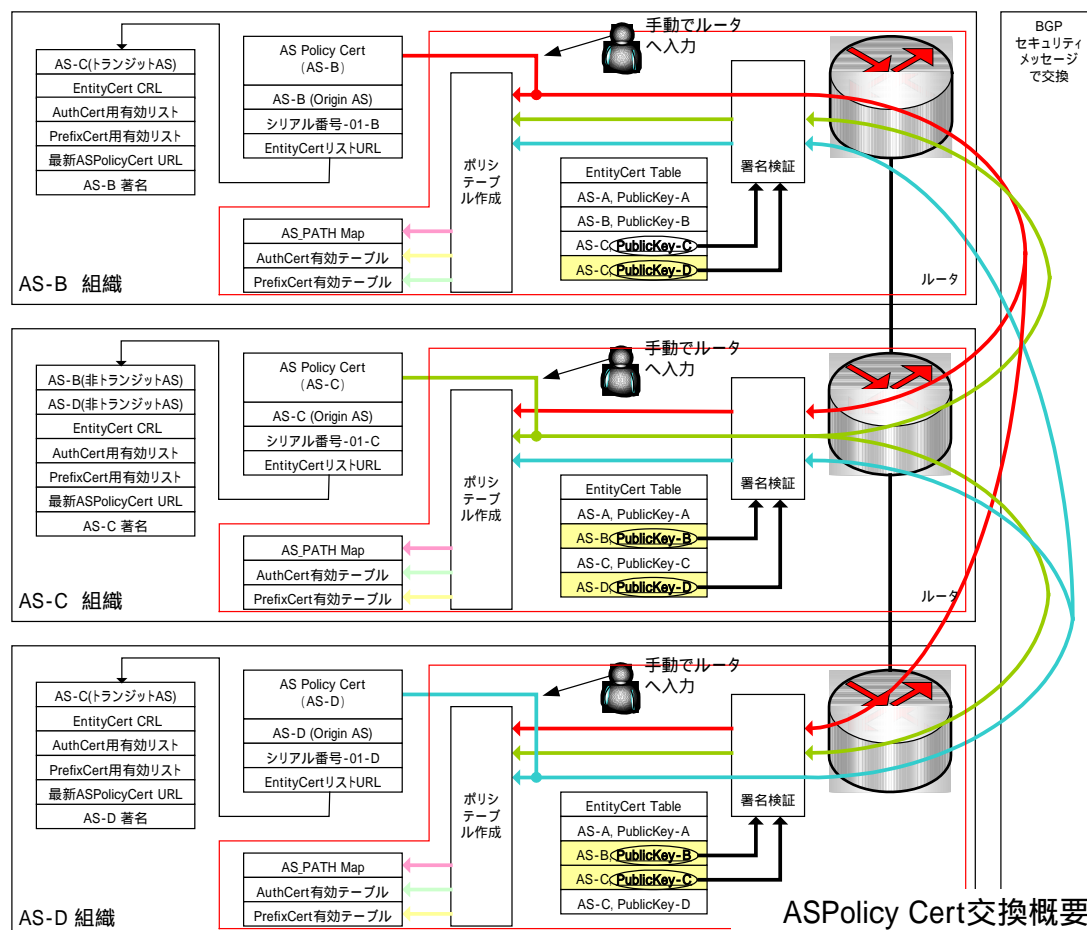 BGP
セキュリティ
メッセージ
で交換
AS-C(トランジットAS)
EntityCert CRL
AuthCert用有効リスト
PrefixCert用有効リスト
最新ASPolicyCert URL
AS-B 著名
AS Policy Cert
(AS-B)
AS-B (Origin AS)
シリアル番号-01-B
EntityCertリストURL
手動でルータ
へ入力
ポリシ
テーブ
ル作成
署名検証
EntityCert Table
AS-A, PublicKey-A
AS-B, PublicKey-B
AS-C, PublicKey-C
AS-C, PublicKey-D
AS_PATH Map
AuthCert有効テーブル
PrefixCert有効テーブル
ルータ
AS-B 組織
AS-B(非トランジットAS)
AS-D(非トランジットAS)
EntityCert CRL
AuthCert用有効リスト
PrefixCert用有効リスト
最新ASPolicyCert URL
AS-C 著名
AS Policy Cert
(AS-C)
AS-C (Origin AS)
シリアル番号-01-C
EntityCertリストURL
手動でルータ
へ入力
ポリシ
テーブ
ル作成
署名検証
EntityCert Table
AS-A, PublicKey-A
AS-B, PublicKey-B
AS-C, PublicKey-C
AS-D, PublicKey-D
AS_PATH Map
AuthCert有効テーブル
PrefixCert有効テーブル
ルータ
AS-C 組織
AS-C(トランジットAS)
EntityCert CRL
AuthCert用有効リスト
PrefixCert用有効リスト
最新ASPolicyCert URL
AS-D 著名
AS Policy Cert
(AS-D)
AS-D (Origin AS)
シリアル番号-01-D
EntityCertリストURL
手動でルータ
へ入力
ポリシ
テーブ
ル作成
署名検証
EntityCert Table
AS-A, PublicKey-A
AS-B, PublicKey-B
AS-C, PublicKey-C
AS-C, PublicKey-D
AS_PATH Map
AuthCert有効テーブル
PrefixCert有効テーブル
AS-D 組織
ASPolicy Cert交換概要